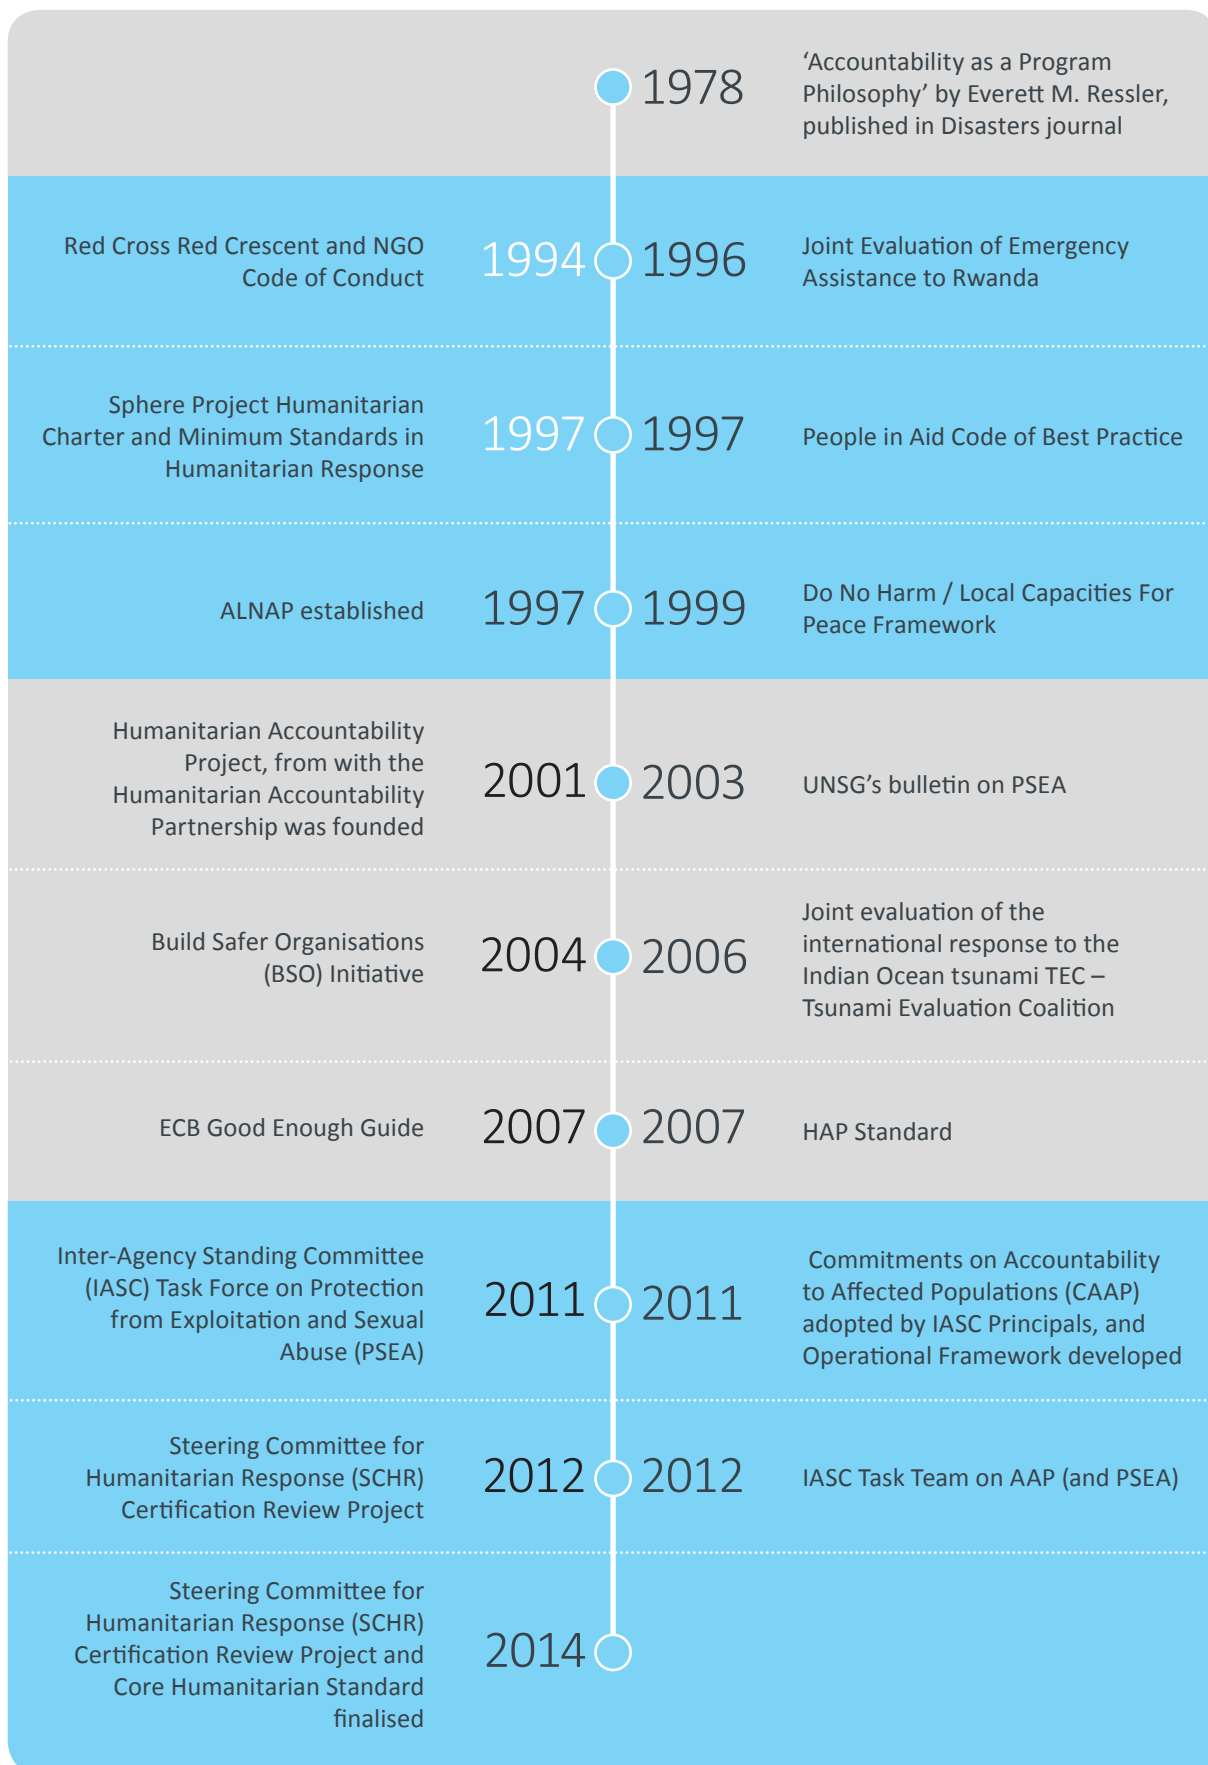 1978
‘Accountability as a Program
Philosophy’ by Everett M. Ressler,
published in Disasters journal
Red Cross Red Crescent and NGO
Code of Conduct
1994
1996
Joint Evaluation of Emergency
Assistance to Rwanda
Sphere Project Humanitarian
Charter and Minimum Standards in
Humanitarian Response
1997
1997
People in Aid Code of Best Practice
ALNAP established
1997
1999
Do No Harm / Local Capacities For
Peace Framework
Humanitarian Accountability
Project, from with the
Humanitarian Accountability
Partnership was founded
2001
2003
UNSG’s bulletin on PSEA
Build Safer Organisations
(BSO) Initiative
2004
2006
Joint evaluation of the
international response to the
Indian Ocean tsunami TEC –
Tsunami Evaluation Coalition
ECB Good Enough Guide
2007
2007
HAP Standard
Inter-Agency Standing Committee
(IASC) Task Force on Protection
from Exploitation and Sexual
Abuse (PSEA)
2011
2011
Commitments on Accountability
to Affected Populations (CAAP)
adopted by IASC Principals, and
Operational Framework developed
Steering Committee for
Humanitarian Response (SCHR)
Certification Review Project
2012
2012
IASC Task Team on AAP (and PSEA)
Steering Committee for
Humanitarian Response (SCHR)
Certification Review Project and
Core Humanitarian Standard
finalised
2014